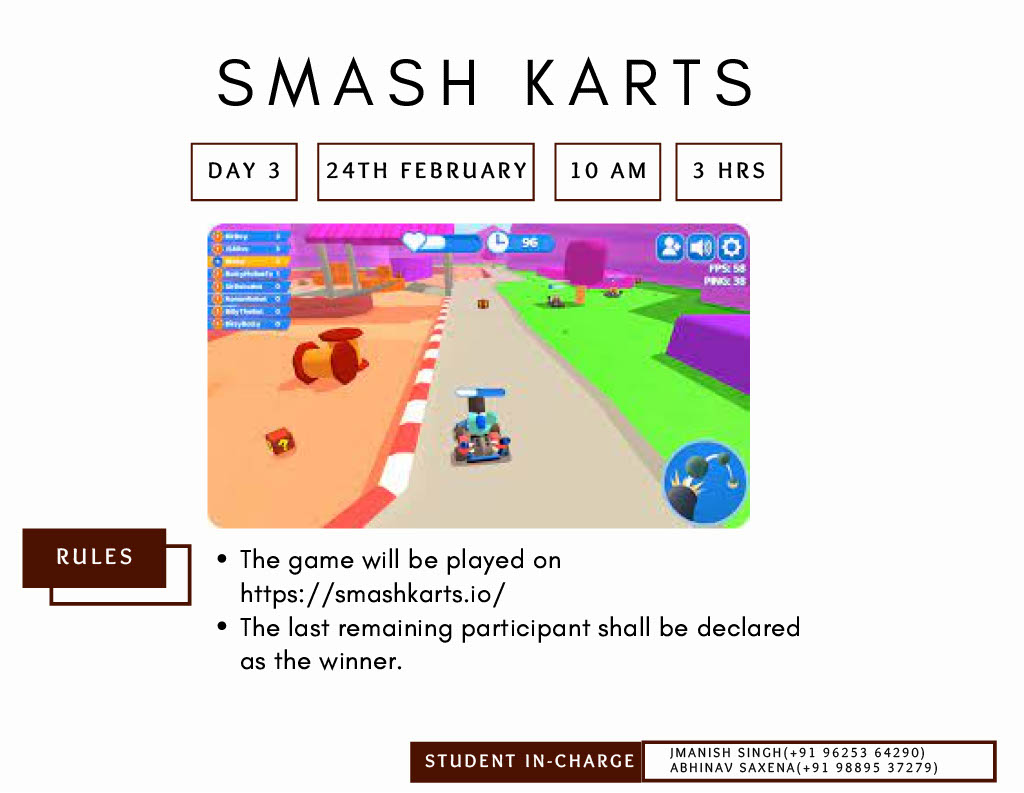 SMASH KARTS
DAY 3
24TH FEBRUARY
10 AM
3 HRS
96
FPS: 58
PING: 38
RULES
• The game will be played on
https://smashkarts.io/
• The last remaining participant shall be declared
as the winner.
STUDENT IN-CHARGE
JMANISH SINGH(+91 96253 64290)
ABHINAV SAXENA(+91 98895 37279)